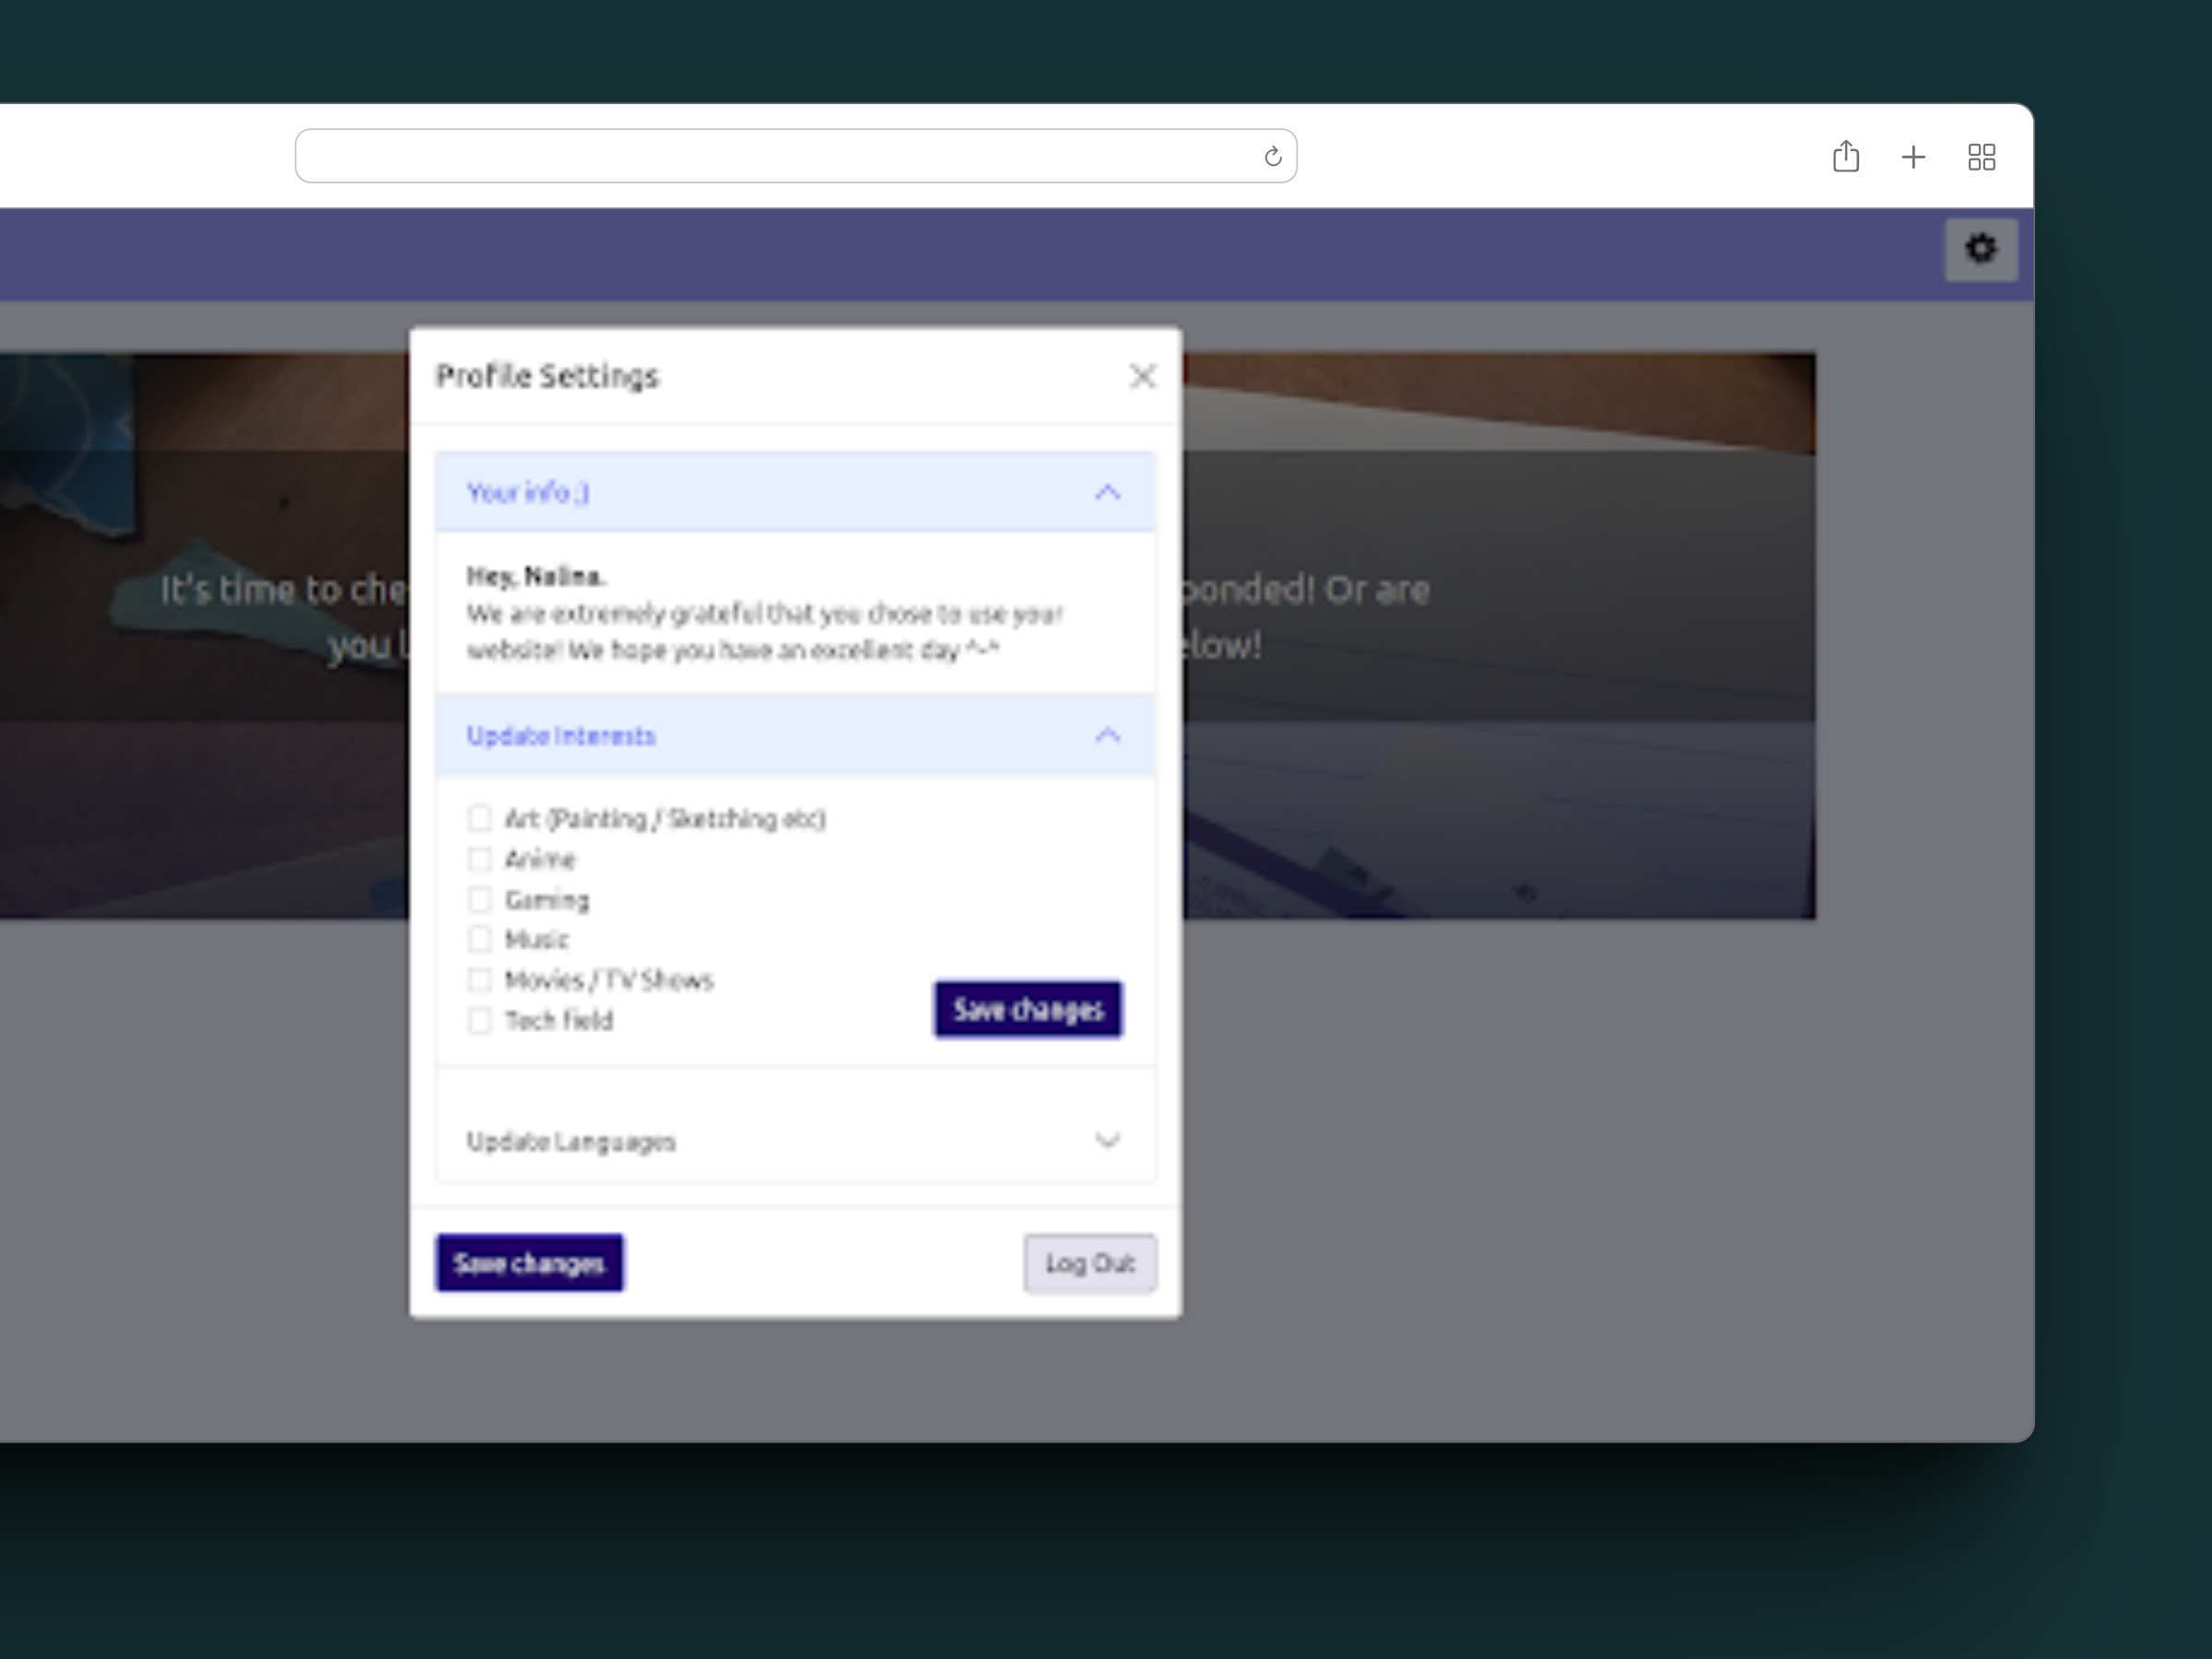 Profile Settings
Your info :)
It's time to che
ponded! Or are
you l
elow!
Hey, Nalina.
We are extremely grateful that you chose to use your
website! We hope you have an excellent day ^-^
Update Interests
Art (Painting / Sketching etc)
Anime
Gaming
Music
Movies / TV Shows
Tech field
Save changes
Update Languages
Save changes
Log Out